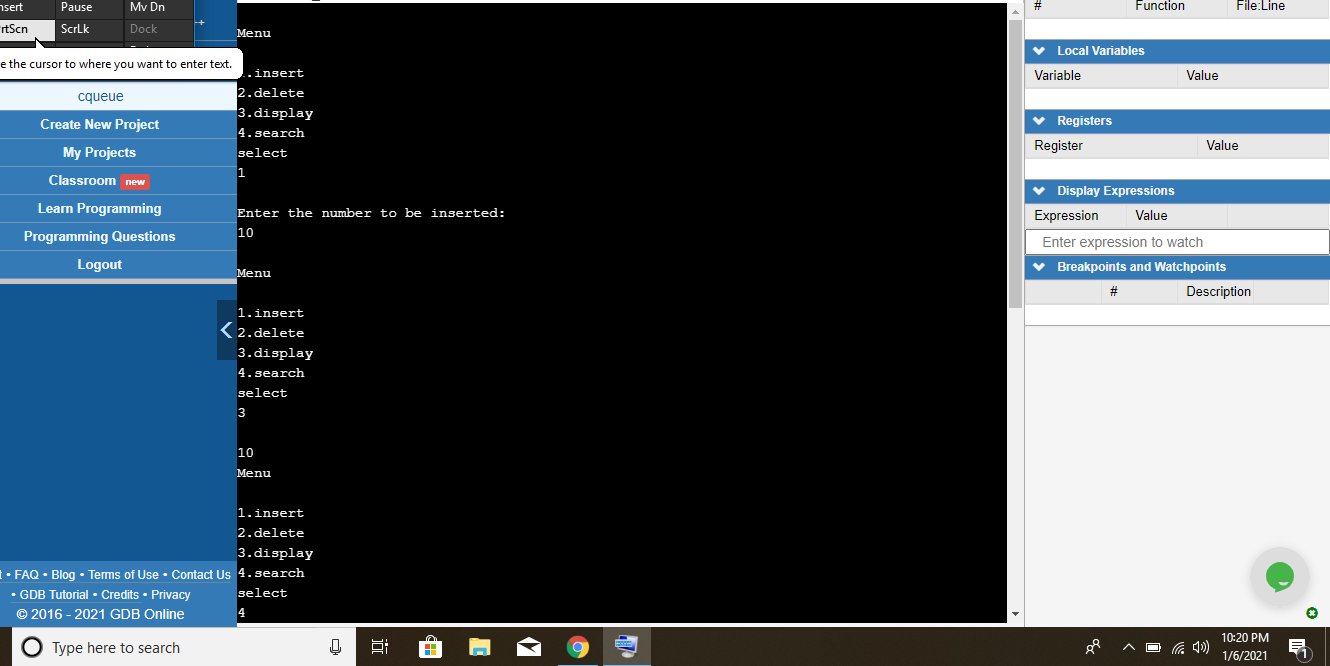 Pause
Mv Dn
ScrLk
Dock
e the cursor to where you want to enter text.
cqueue
Create New Project
My Projects
Classroom new
Learn Programming
Programming Questions
Logout
• FAQ • Blog • Terms of Use • Contact Us
• GDB Tutorial • Credits • Privacy
© 2016 - 2021 GDB Online
Menu
.insert
2.delete
3.display
4.search
select
1
Enter the number to be inserted:
10
Menu
1.insert
2.delete
3.display
4.search
select
3
10
Menu
1.insert
2.delete
3.display
4.search
select
4
# Function File:Line
Local Variables
Variable Value
Registers
Register Value
Display Expressions
Expression Value
Enter expression to watch
Breakpoints and Watchpoints
# Description
Type here to search
10:20 PM
1/6/2021
1